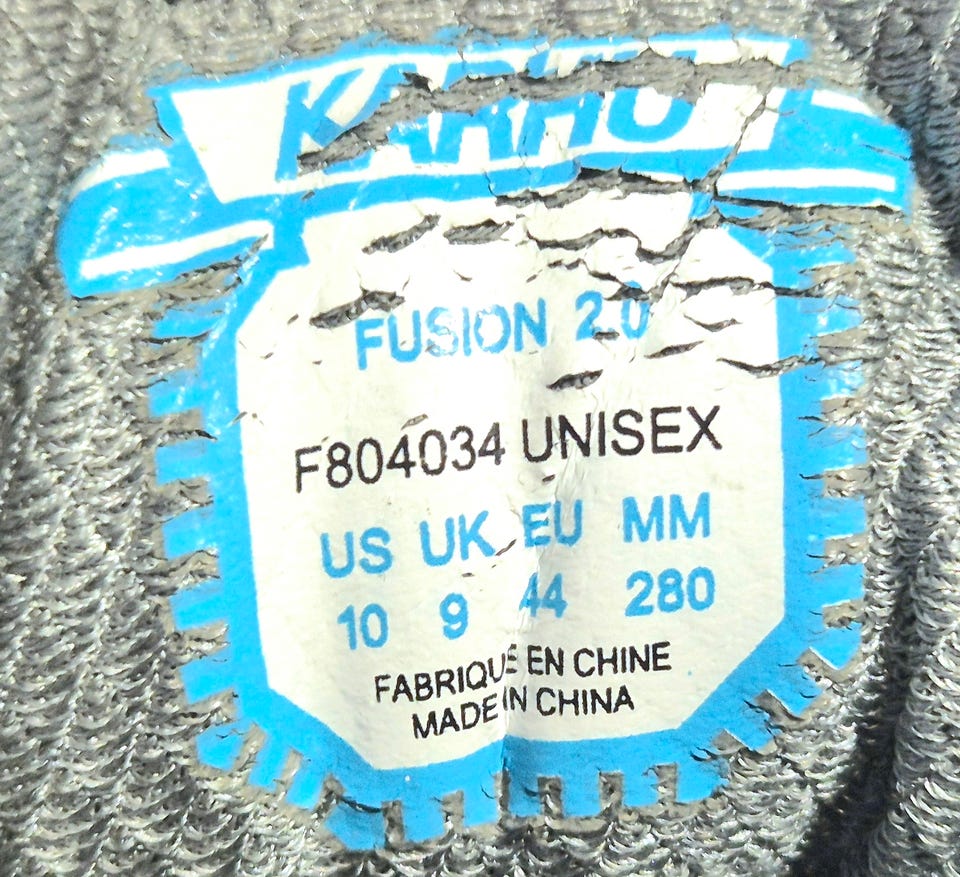 KARHU
FUSION 2.0
F804034 UNISEX
US UK EU MM
10 9 44 280
FABRIQUE EN CHINE
MADE IN CHINA